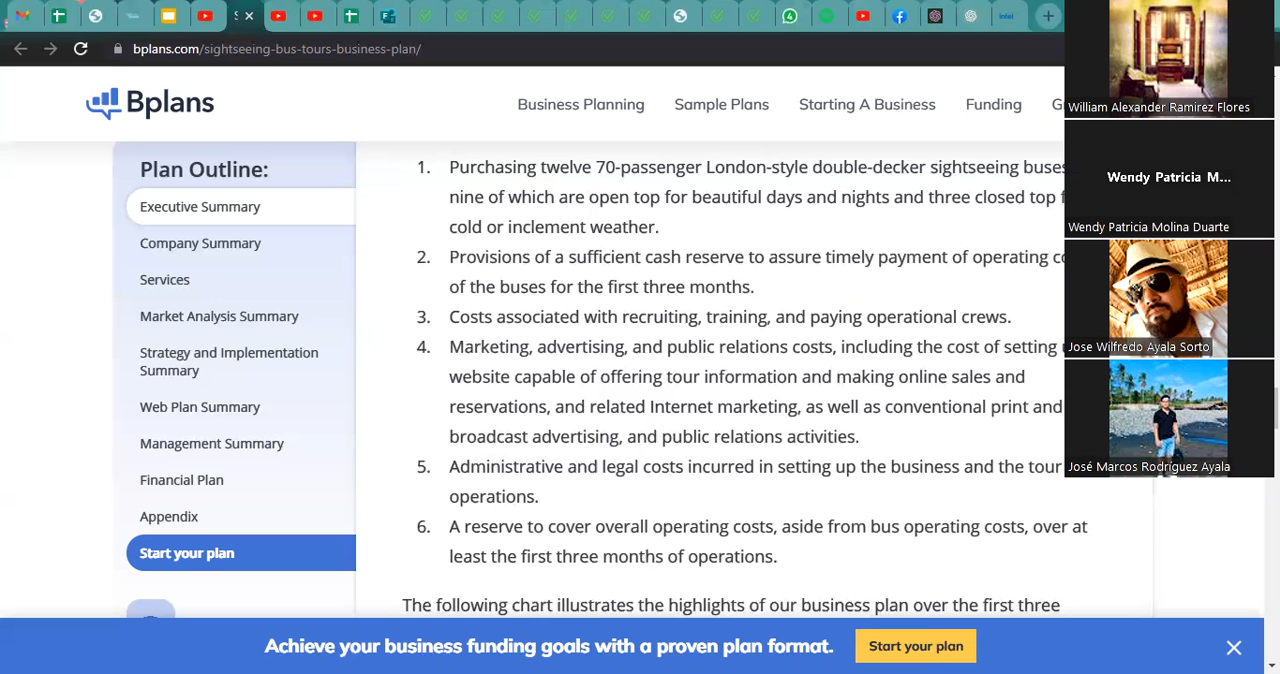 bplans.com/sightseeing-bus-tours-business-plan/
Bplans
Business Planning
Sample Plans
Starting A Business
Funding
Plan Outline:
Executive Summary
Company Summary
Services
Market Analysis Summary
Strategy and Implementation
Summary
Web Plan Summary
Management Summary
Financial Plan
Appendix
Start your plan
1. Purchasing twelve 70-passenger London-style double-decker sightseeing buses
nine of which are open top for beautiful days and nights and three closed top
cold or inclement weather.
2. Provisions of a sufficient cash reserve to assure timely payment of operating
of the buses for the first three months.
3. Costs associated with recruiting, training, and paying operational crews.
4. Marketing, advertising, and public relations costs, including the cost of setting
website capable of offering tour information and making online sales and
reservations, and related Internet marketing, as well as conventional print and
broadcast advertising, and public relations activities.
5. Administrative and legal costs incurred in setting up the business and the tour
operations.
6. A reserve to cover overall operating costs, aside from bus operating costs, over at
least the first three months of operations.
The following chart illustrates the highlights of our business plan over the first three
Achieve your business funding goals with a proven plan format.
Start your plan
William Alexander Ramirez Flores
Wendy Patricia M...
Wendy Patricia Molina Duarte
Jose Wilfredo Ayala Sorto
José Marcos Rodríguez Ayala